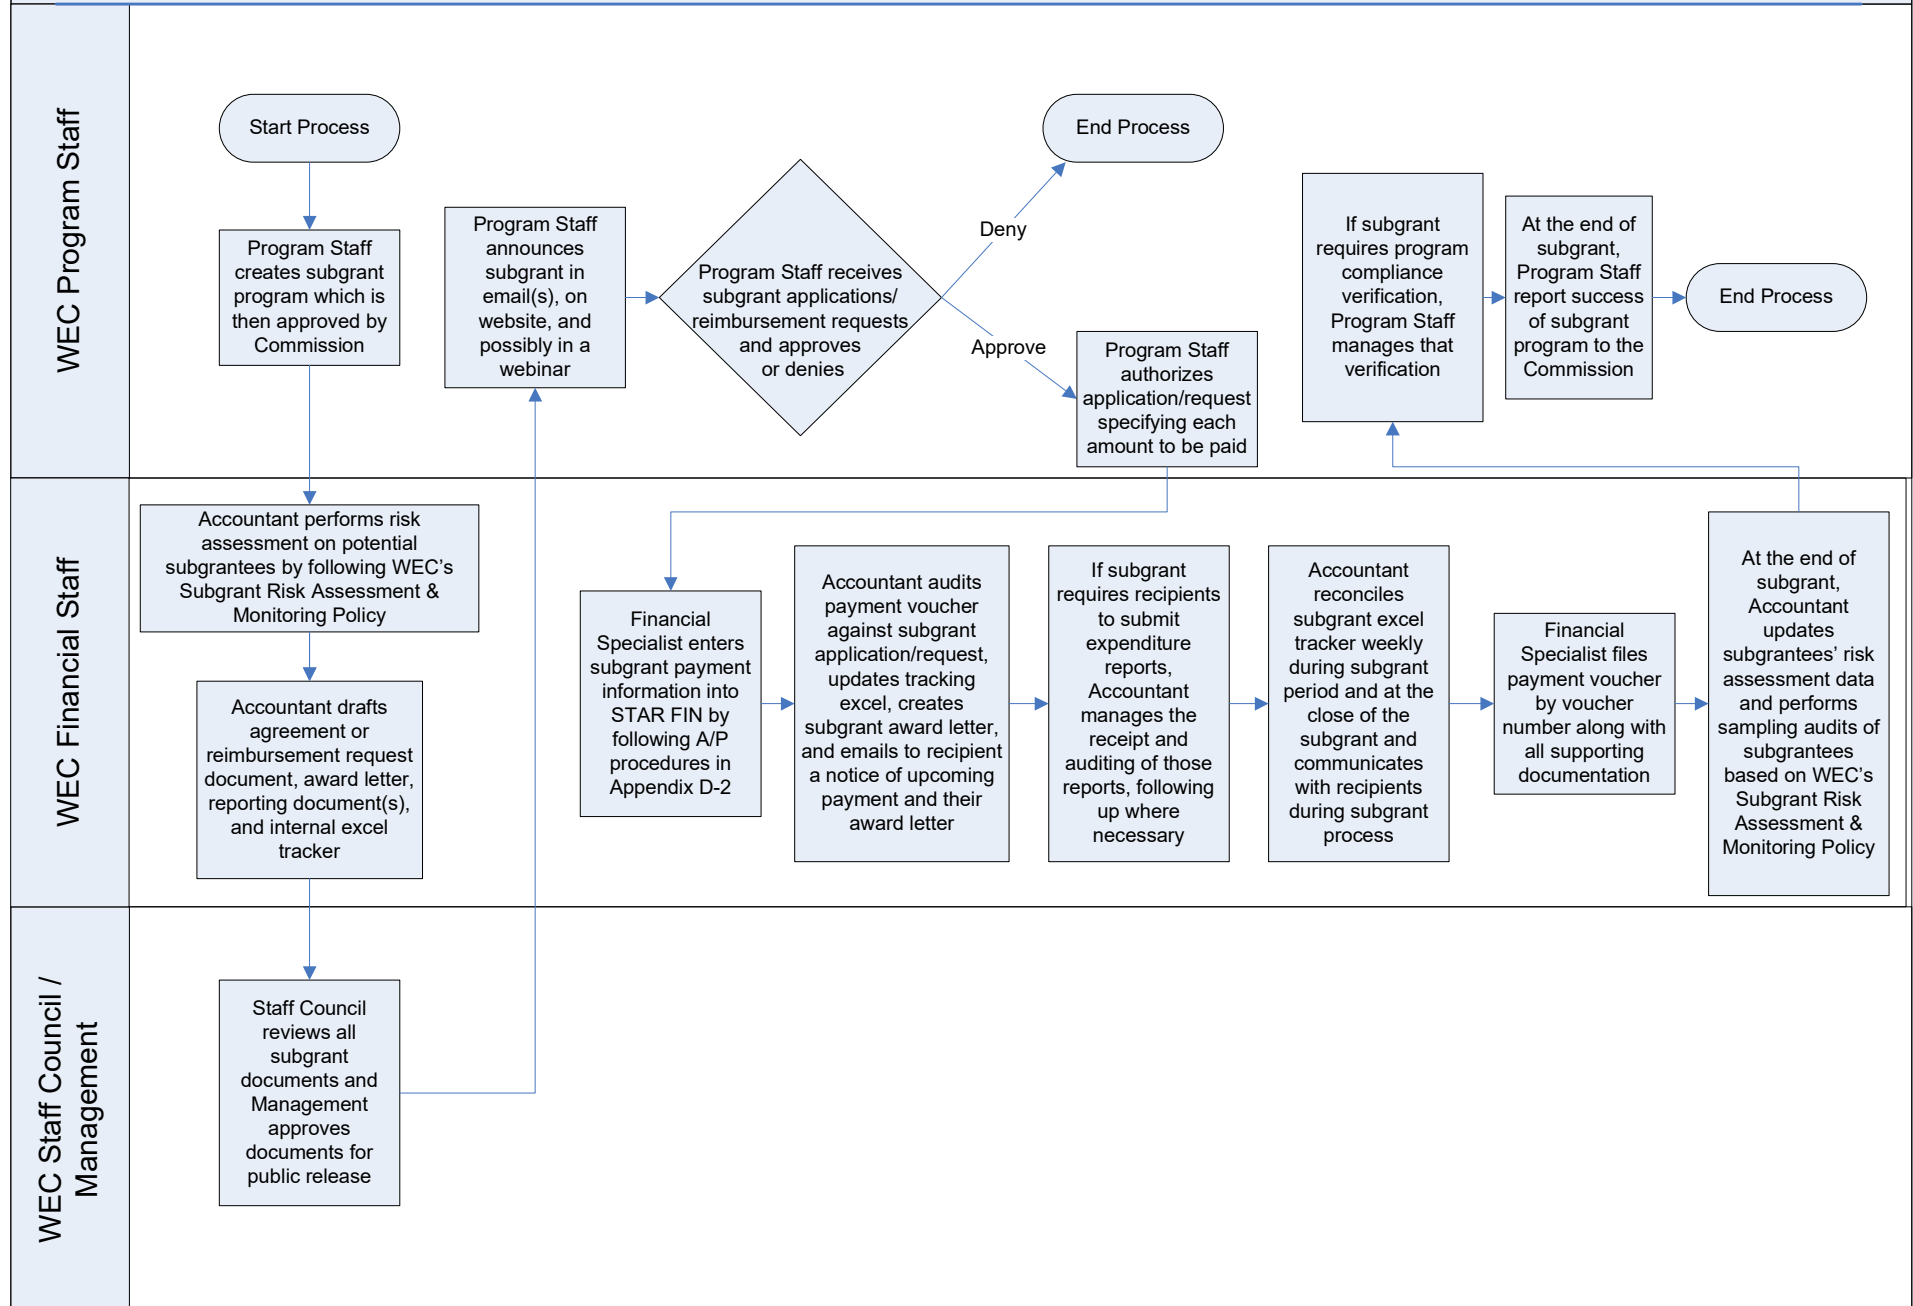 WEC Program Staff
Start Process
Program Staff
creates subgrant
program which is
then approved by
Commission
Program Staff
announces
subgrant in
email(s), on
website, and
possibly in a
webinar
Program Staff receives
subgrant applications/
reimbursement requests
and approves
or denies
Deny
End Process
Approve
Program Staff
authorizes
application/request
specifying each
amount to be paid
If subgrant
requires program
compliance
verification,
Program Staff
manages that
verification
At the end of
subgrant,
Program Staff
report success
of subgrant
program to the
Commission
End Process
WEC Financial Staff
Accountant performs risk
assessment on potential
subgrantees by following WEC’s
Subgrant Risk Assessment &
Monitoring Policy
Accountant drafts
agreement or
reimbursement request
document, award letter,
reporting document(s),
and internal excel
tracker
Financial
Specialist enters
subgrant payment
information into
STAR FIN by
following A/P
procedures in
Appendix D-2
Accountant audits
payment voucher
against subgrant
application/request,
updates tracking
excel, creates
subgrant award letter,
and emails to recipient
a notice of upcoming
payment and their
award letter
If subgrant
requires recipients
to submit
expenditure
reports,
Accountant
manages the
receipt and
auditing of those
reports, following
up where
necessary
Accountant
reconciles
subgrant excel
tracker weekly
during subgrant
period and at the
close of the
subgrant and
communicates
with recipients
during subgrant
process
Financial
Specialist files
payment voucher
by voucher
number along with
all supporting
documentation
At the end of
subgrant,
Accountant
updates
subgrantees’ risk
assessment data
and performs
sampling audits of
subgrantees
based on WEC’s
Subgrant Risk
Assessment &
Monitoring Policy
WEC Staff Council /
Management
Staff Council
reviews all
subgrant
documents and
Management
approves
documents for
public release